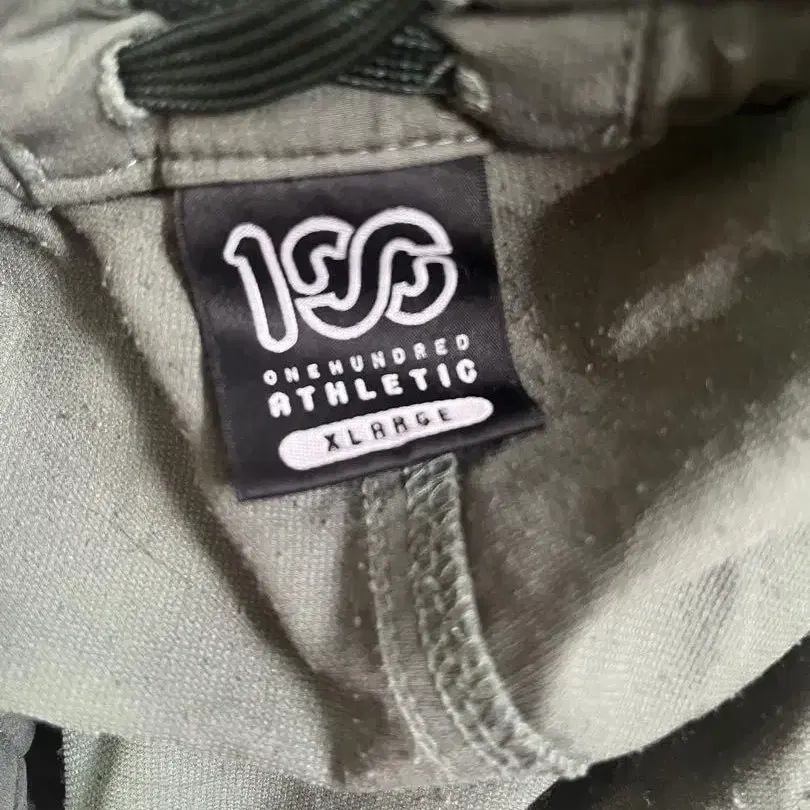 100
ONEHUNDRED
ATHLETIC
XLARGE